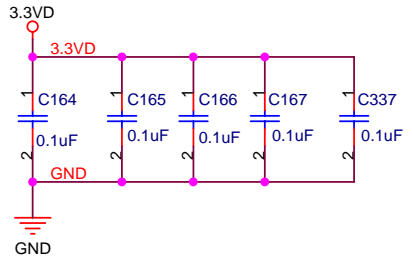 3.3VD
3.3VD
1 C164 1 C165 1 C166 1 C167 1 C337
2 0.1uF 2 0.1uF 2 0.1uF 2 0.1uF 2 0.1uF
GND
GND